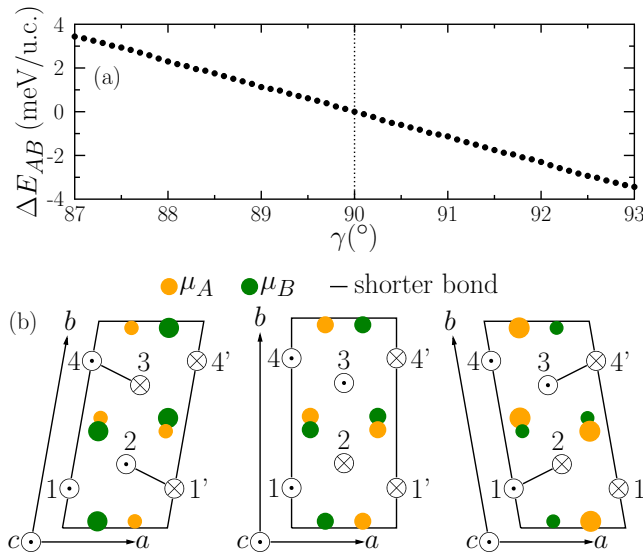 4
2
0
-2
-4
ΔE_AB (meV/u.c.)
(a)
87 88 89 90 91 92 93
γ(°)
μ_A μ_B – shorter bond
(b)
b b b
4 3 4' 4 3 4' 4 3 4'
2 2 2
1 1' 1 1' 1 1
c a c a c a